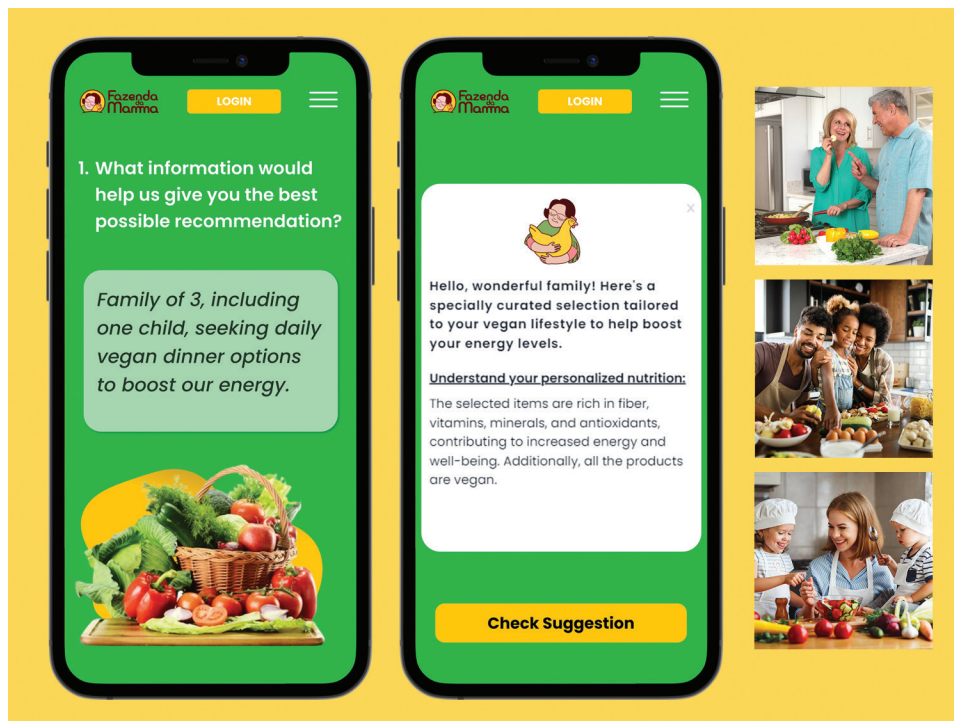 Fazenda
da
Mamma
LOGIN
1. What information would
help us give you the best
possible recommendation?
Family of 3, including
one child, seeking daily
vegan dinner options
to boost our energy.
Fazenda
da
Mamma
LOGIN
x
Hello, wonderful family! Here's a
specially curated selection tailored
to your vegan lifestyle to help boost
your energy levels.
Understand your personalized nutrition:
The selected items are rich in fiber,
vitamins, minerals, and antioxidants,
contributing to increased energy and
well-being. Additionally, all the products
are vegan.
Check Suggestion